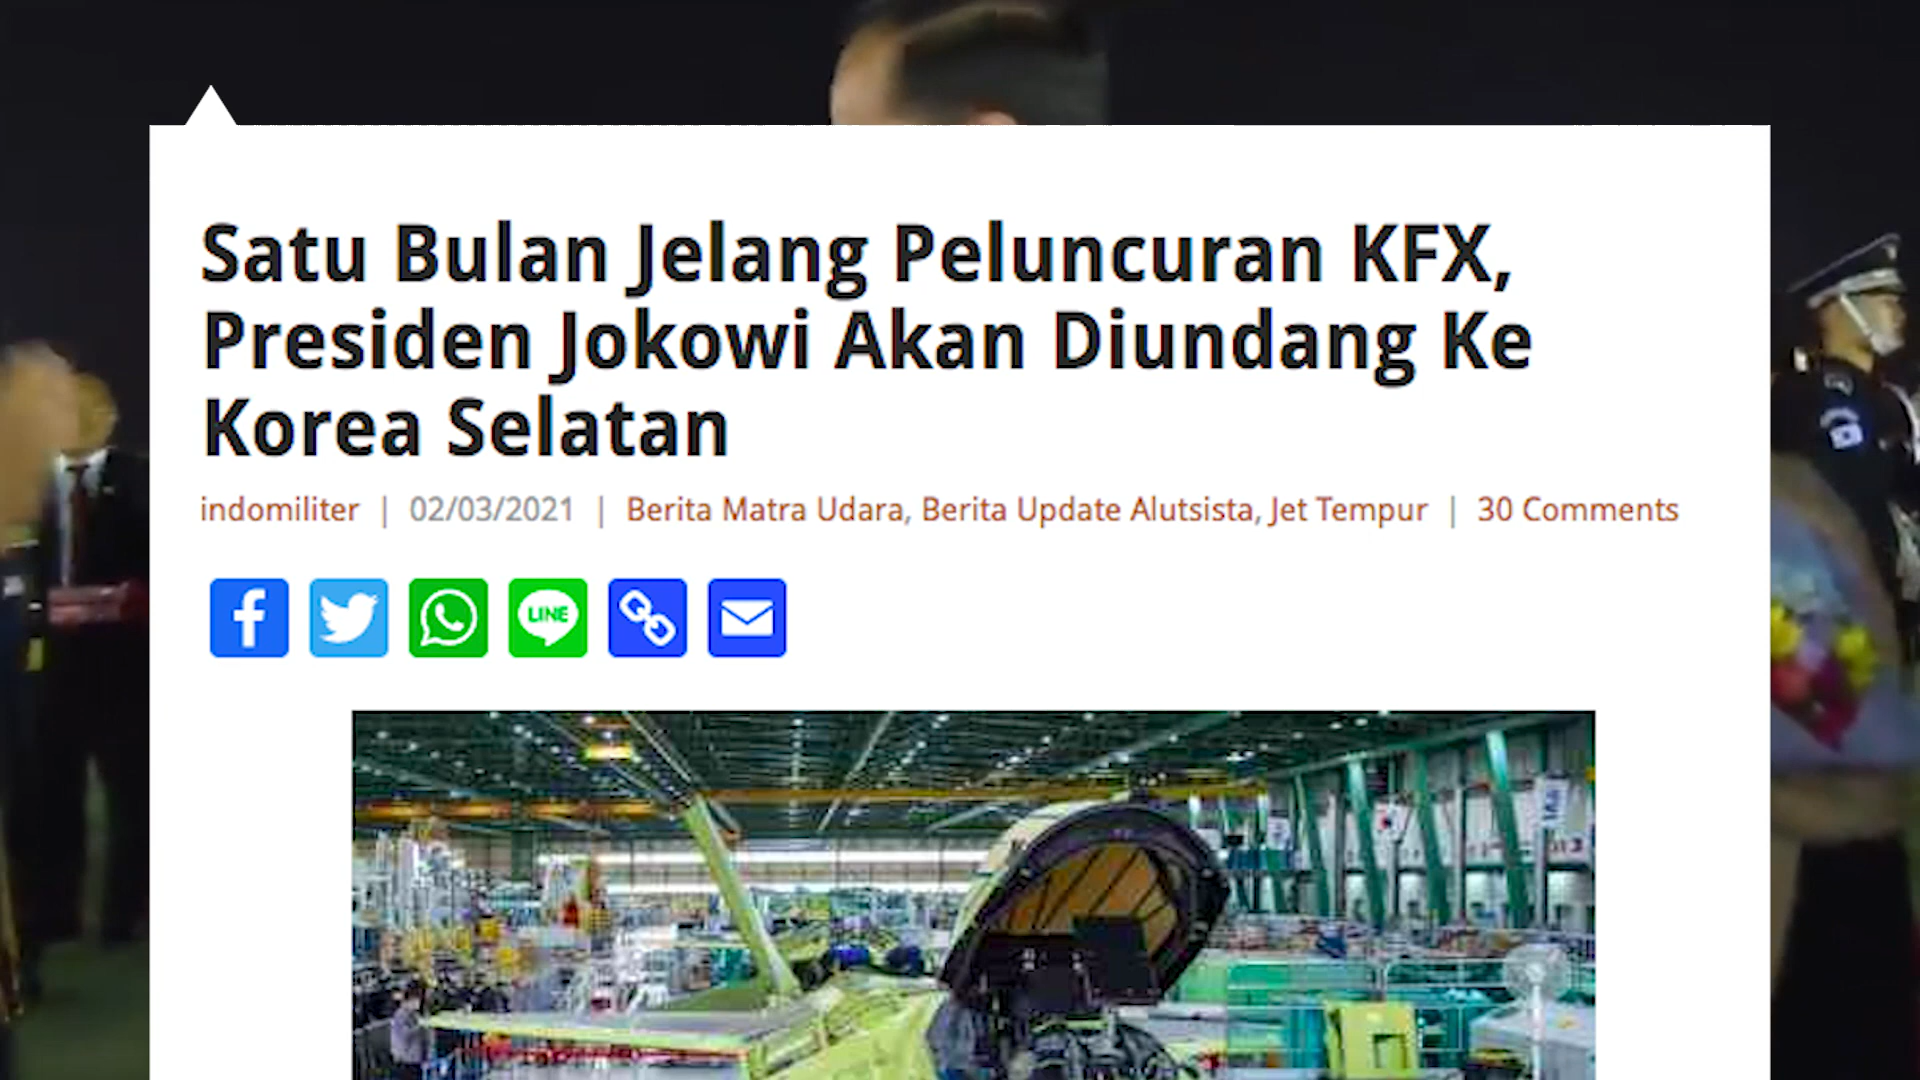 Satu Bulan Jelang Peluncuran KFX,
Presiden Jokowi Akan Diundang Ke
Korea Selatan
indomiliter | 02/03/2021 | Berita Matra Udara, Berita Update Alutsista, Jet Tempur | 30 Comments
LINE